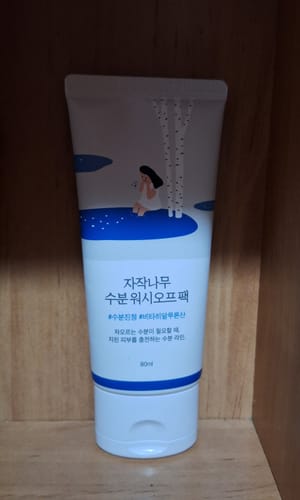 자작나무
수분 워시오프 팩
#수분진정 #비타히알루론산
차오르는 수분이 필요할 때,
지친 피부를 충전하는 수분 라인.
80ml